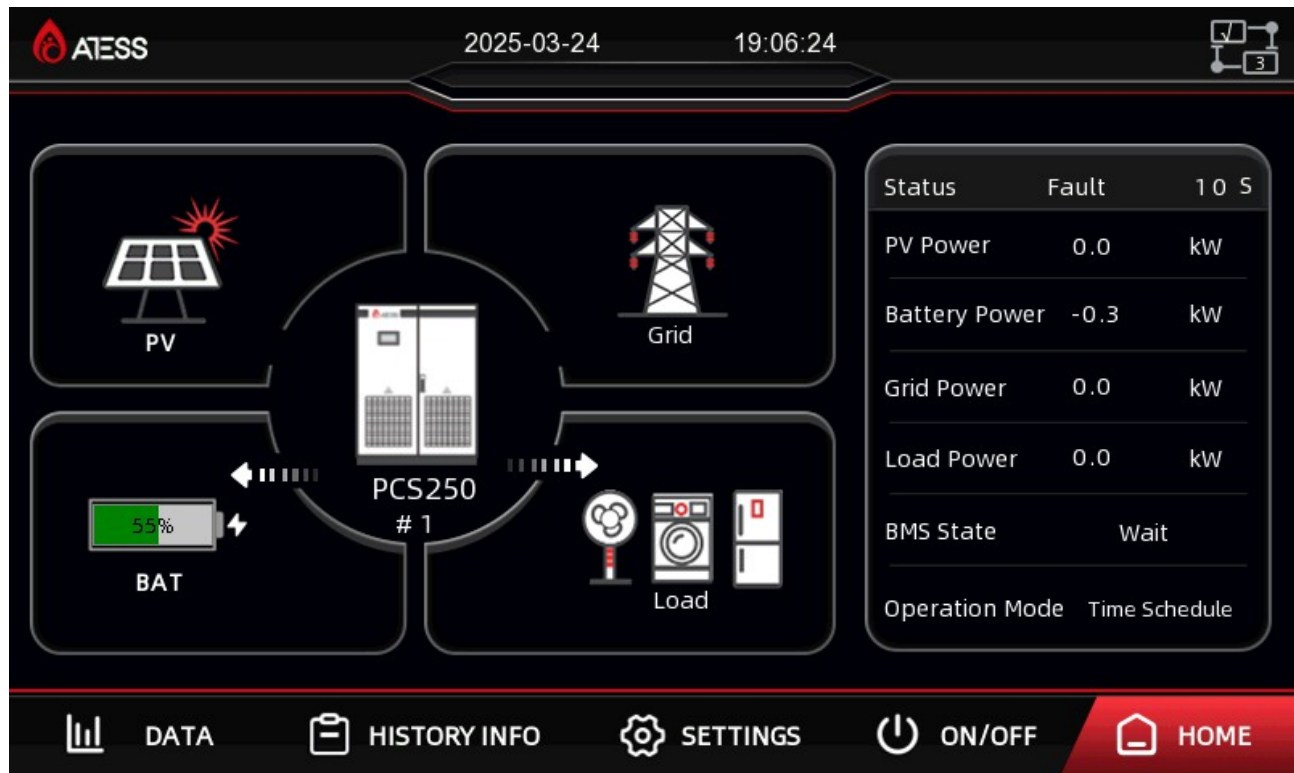 ATESS
2025-03-24 19:06:24
√
3
PV
Grid
PCS250
# 1
55%
BAT
Load
Status Fault 10 S
PV Power 0.0 kW
Battery Power -0.3 kW
Grid Power 0.0 kW
Load Power 0.0 kW
BMS State Wait
Operation Mode Time Schedule
DATA HISTORY INFO SETTINGS ON/OFF HOME